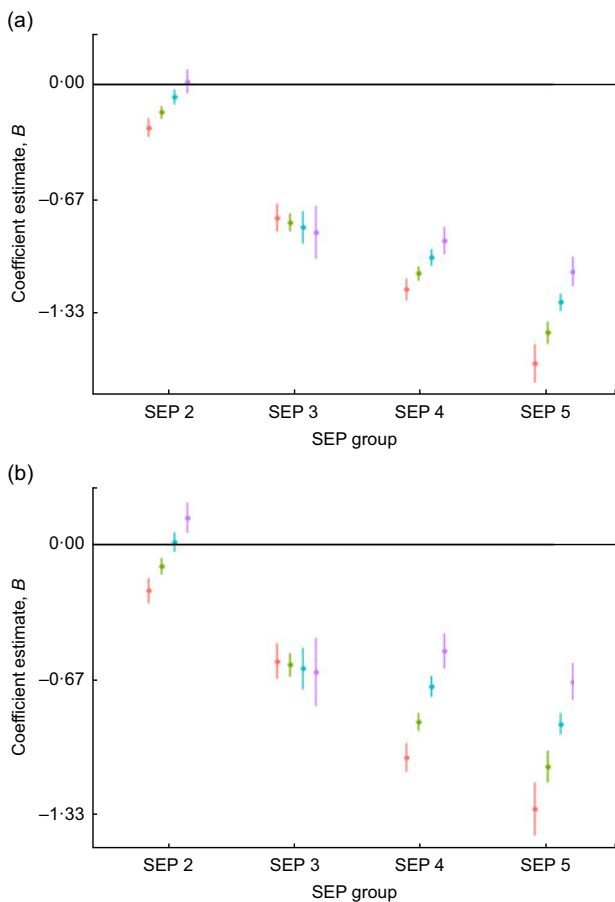 (a)
0·00
–0·67
–1·33
Coefficient estimate, B
SEP 2 SEP 3 SEP 4 SEP 5
SEP group
(b)
0·00
–0·67
–1·33
Coefficient estimate, B
SEP 2 SEP 3 SEP 4 SEP 5
SEP group